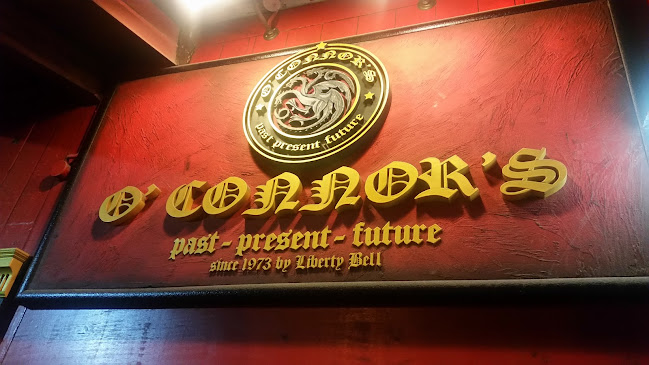 O'CONNOR'S
past present future
O'CONNOR'S
past - present - future
since 1973 by Liberty Bell